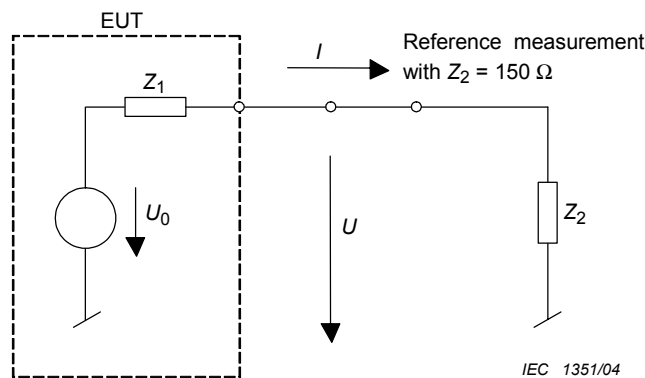 EUT
I
Reference measurement
with Z2 = 150 Ω
Z1
U0
U
Z2
IEC 1351/04